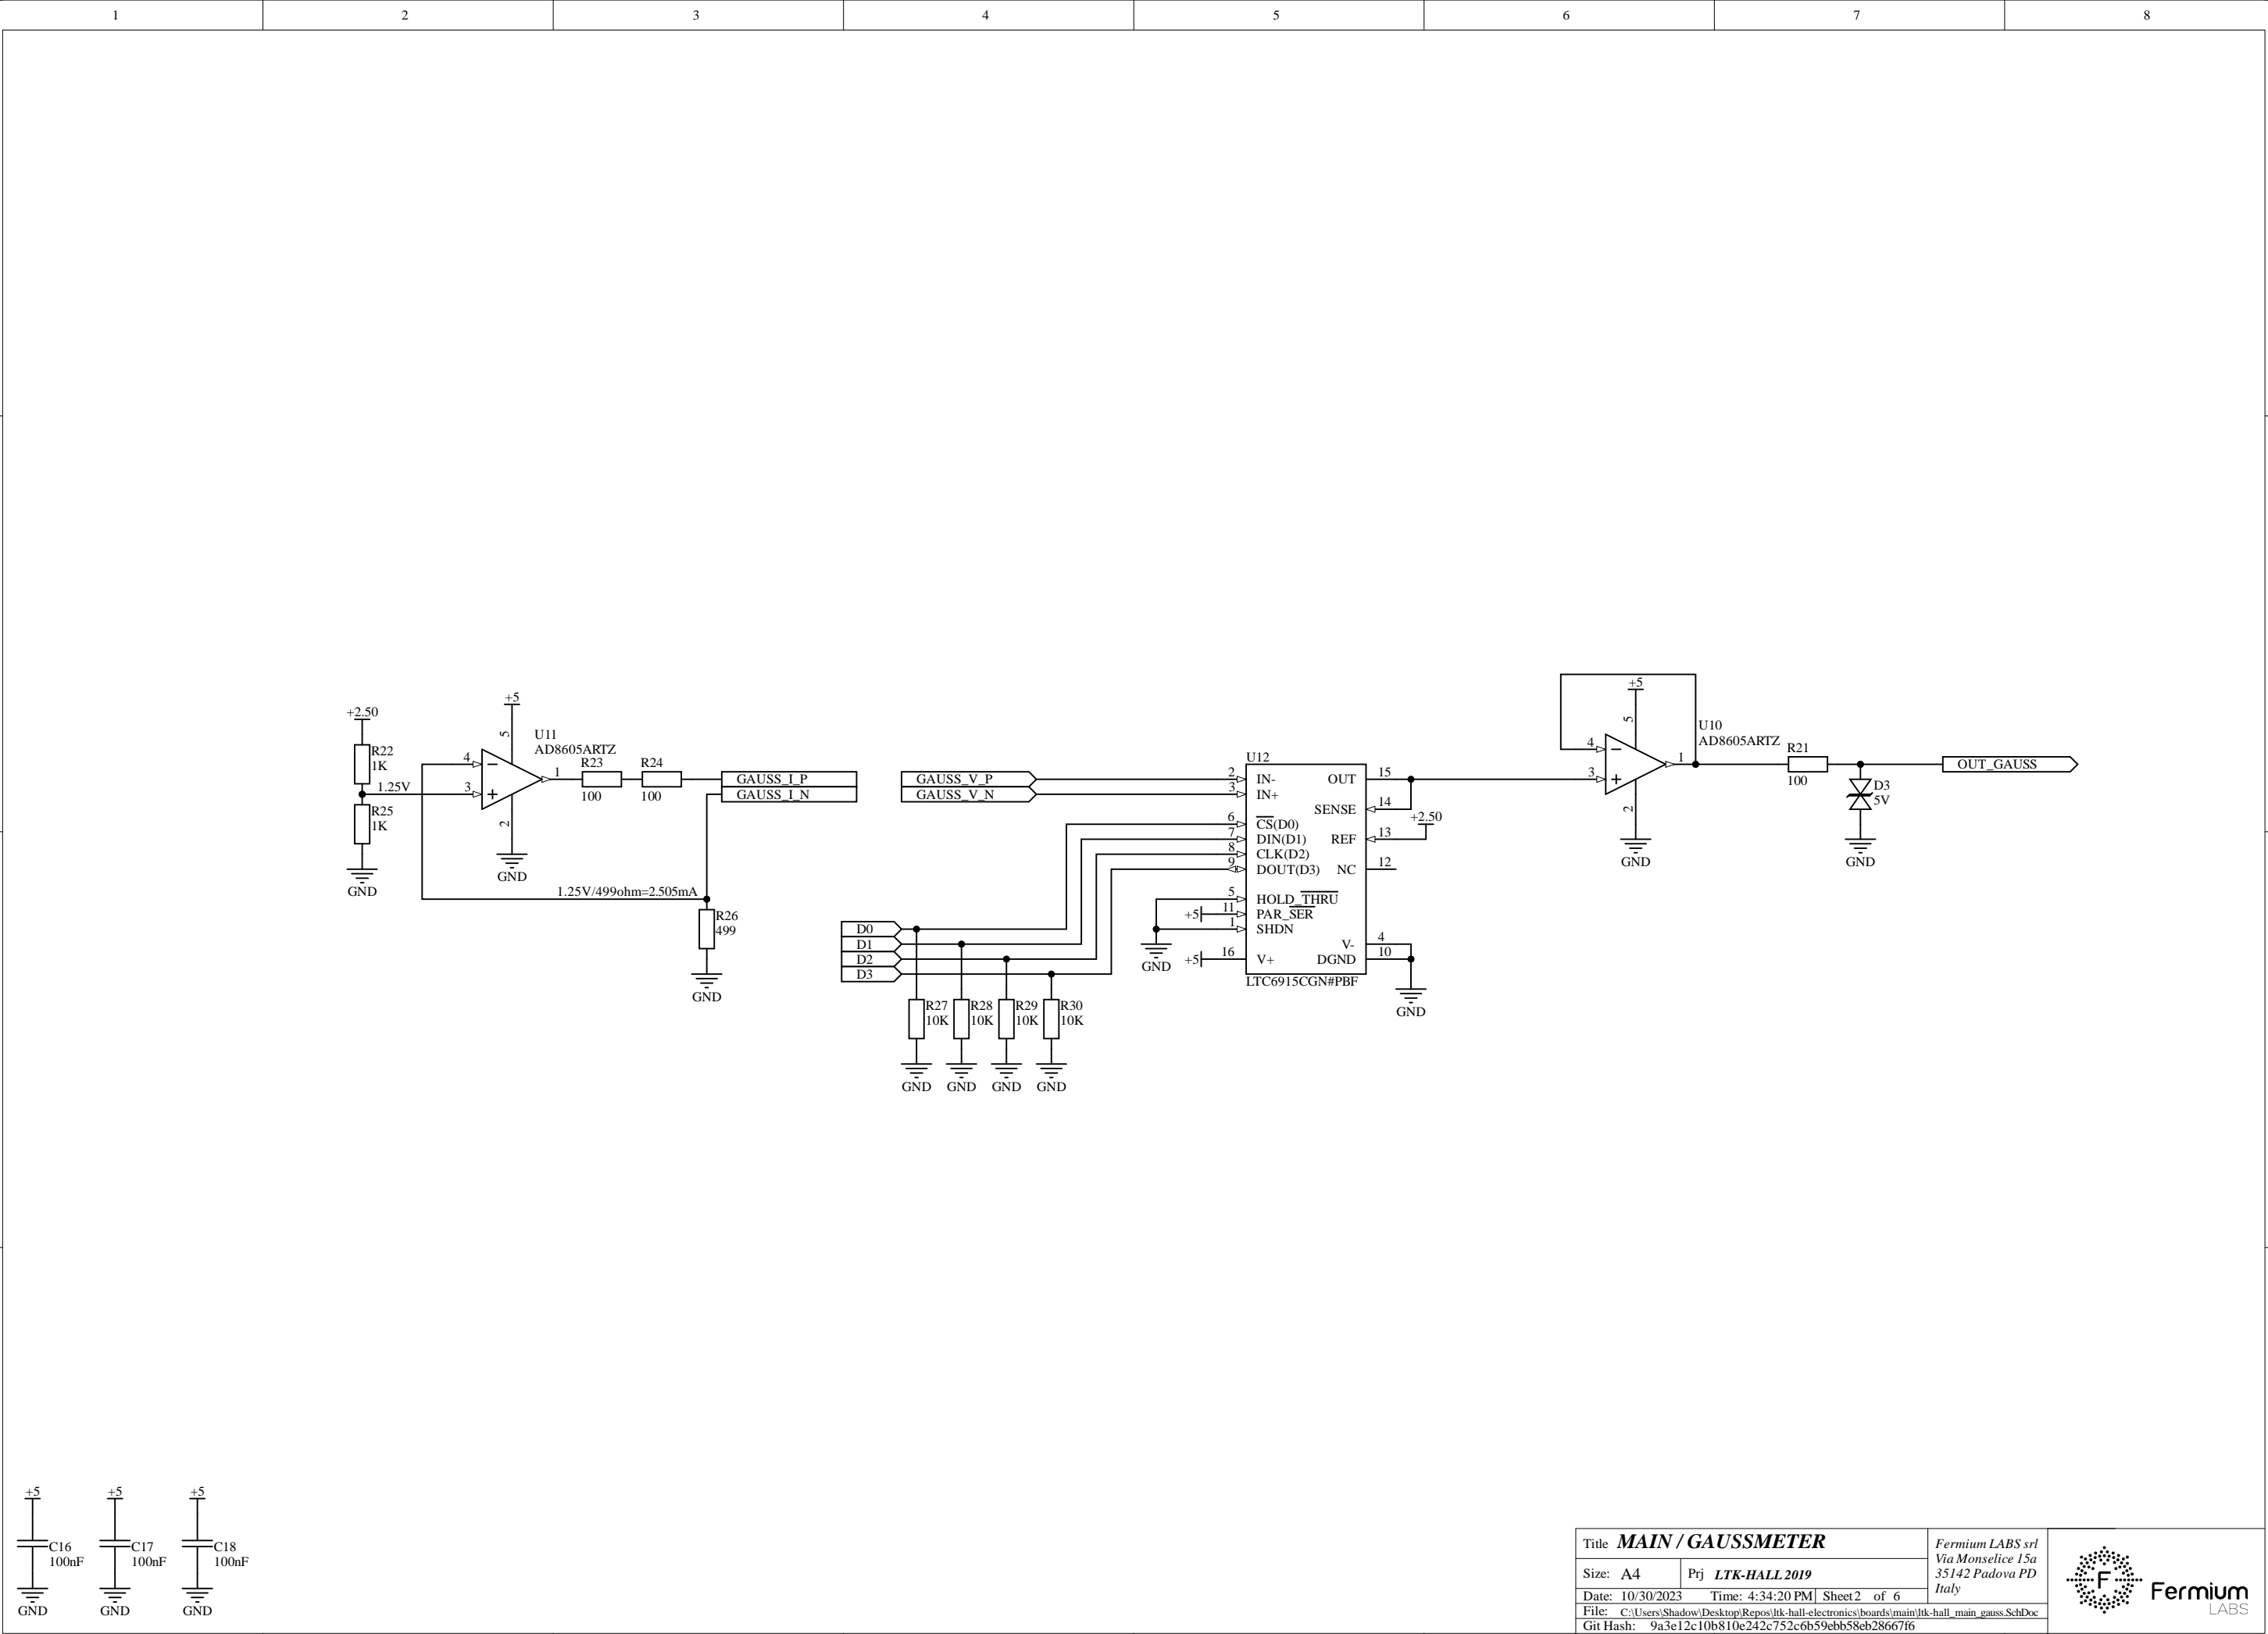 1 2 3 4 5 6 7 8
+2.50
R22
1K
1.25V
R25
1K
GND
+5
5
U11
AD8605ARTZ
4
3
1
2
GND
R23
100
R24
100
GAUSS_I_P
GAUSS_I_N
1.25V/499ohm=2.505mA
R26
499
GND
GAUSS_V_P
GAUSS_V_N
D0
D1
D2
D3
R27
10K
R28
10K
R29
10K
R30
10K
GND GND GND GND
U12
2 IN- OUT 15
3 IN+
SENSE 14
+2.50
6 CS(D0)
7 DIN(D1) REF 13
8 CLK(D2)
9 DOUT(D3) NC 12
5 HOLD_THRU
+5 11 PAR_SER
1 SHDN
V- 4
+5 16 V+ DGND 10
GND
LTC6915CGN#PBF
GND
+5
5
U10
AD8605ARTZ
4
3
1
2
GND
R21
100
D3
5V
GND
OUT_GAUSS
+5 +5 +5
C16
100nF
C17
100nF
C18
100nF
GND GND GND
Title MAIN / GAUSSMETER
Size: A4 Prj LTK-HALL 2019
Date: 10/30/2023 Time: 4:34:20 PM Sheet 2 of 6
File: C:\Users\Shadow\Desktop\Repos\ltk-hall-electronics\boards\main\ltk-hall_main_gauss.SchDoc
Git Hash: 9a3e12c10b810e242c752c6b59ebb58eb28667f6
Fermium LABS srl
Via Monselice 15a
35142 Padova PD
Italy
F
Fermium
LABS